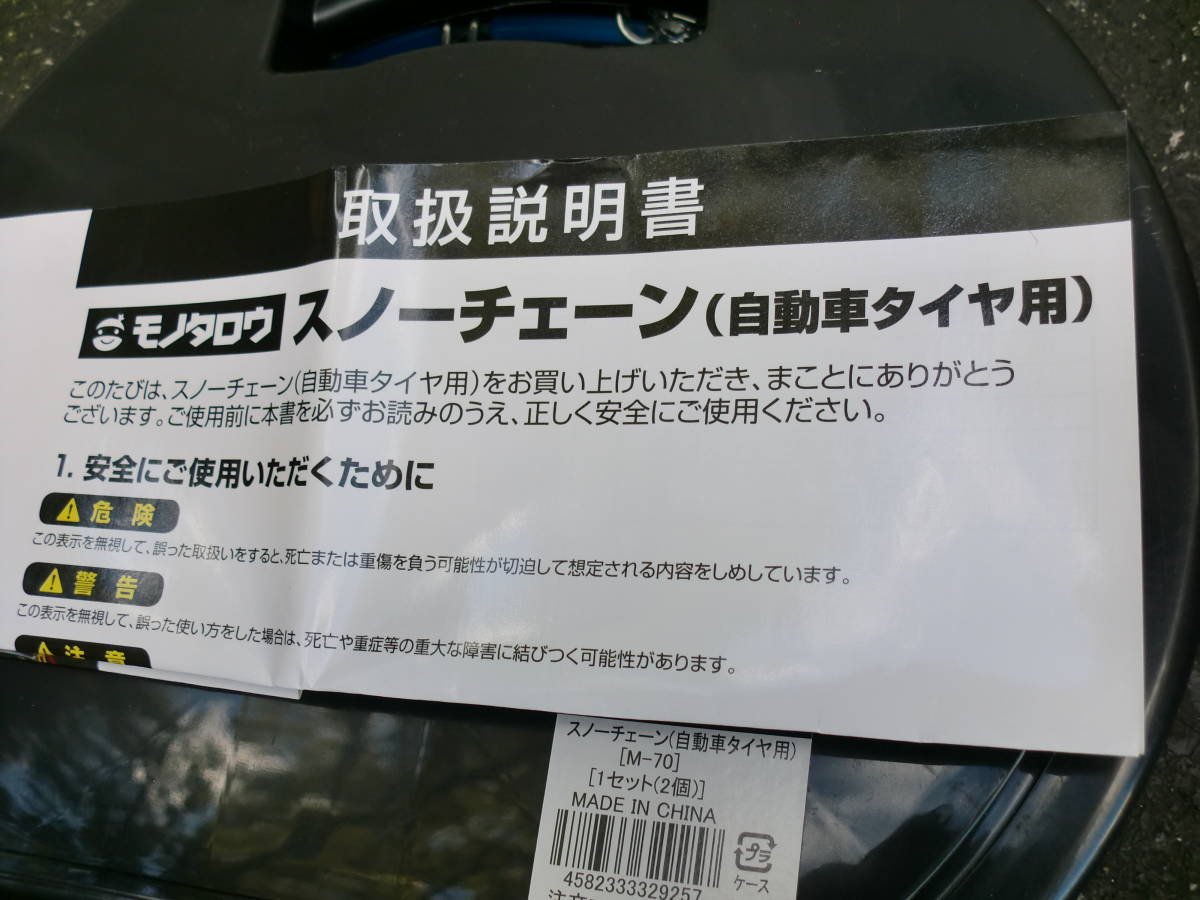 取扱説明書
モノタロウ スノーチェーン(自動車タイヤ用)
このたびは、スノーチェーン(自動車タイヤ用)をお買い上げいただき、まことにありがとう
ございます。ご使用前に本書を必ずお読みのうえ、正しく安全にご使用ください。
1. 安全にご使用いただくために
危険
この表示を無視して、誤った取扱いをすると、死亡または重傷を負う可能性が切迫して想定される内容をしめしています。
警告
この表示を無視して、誤った使い方をした場合は、死亡や重症等の重大な障害に結びつく可能性があります。
注意
スノーチェーン(自動車タイヤ用)
[M-70]
[1セット(2個)]
MADE IN CHINA
4582333329257
プラ
ケース